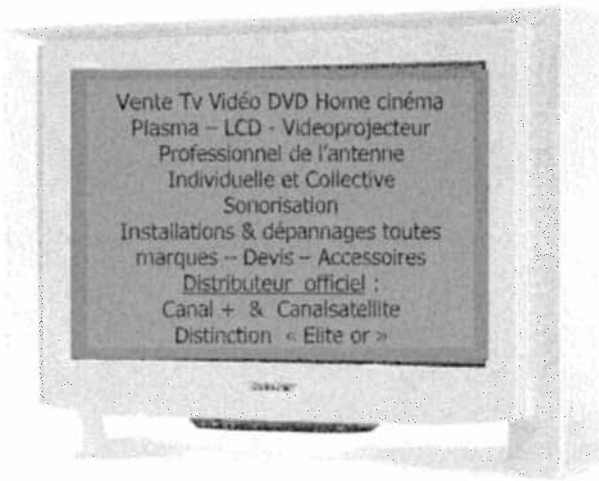 Vente Tv Vidéo DVD Home cinéma
Plasma – LCD - Videoprojecteur
Professionnel de l'antenne
Individuelle et Collective
Sonorisation
Installations & dépannages toutes
marques – Devis – Accessoires
Distributeur officiel :
Canal + & Canalsatellite
Distinction « Elite or »